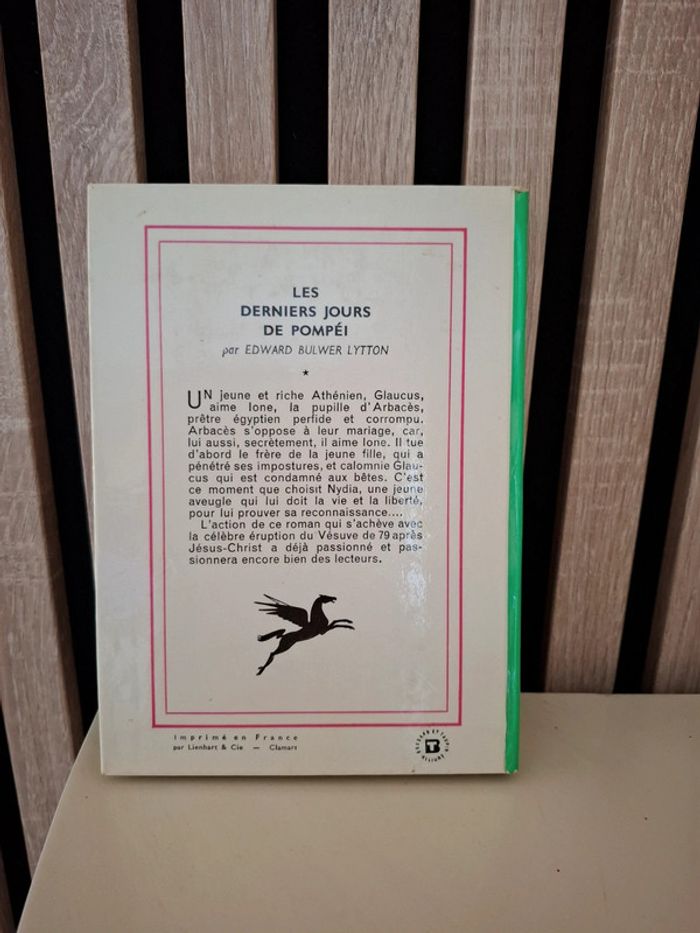 LES
DERNIERS JOURS
DE POMPÉI
par EDWARD BULWER LYTTON
*
UN jeune et riche Athénien, Glaucus,
aime Ione, la pupille d'Arbacès,
prêtre égyptien perfide et corrompu.
Arbacès s'oppose à leur mariage, car,
lui aussi, secrètement, il aime Ione. Il tue
d'abord le frère de la jeune fille, qui a
pénétré ses impostures, et calomnie Glau-
cus qui est condamné aux bêtes. C'est
ce moment que choisit Nydia, une jeune
aveugle qui lui doit la vie et la liberté,
pour lui prouver sa reconnaissance....
L'action de ce roman qui s'achève avec
la célèbre éruption du Vésuve de 79 après
Jésus-Christ a déjà passionné et pas-
sionnera encore bien des lecteurs.
Imprimé en France
par Lienhart & Cie — Clamart